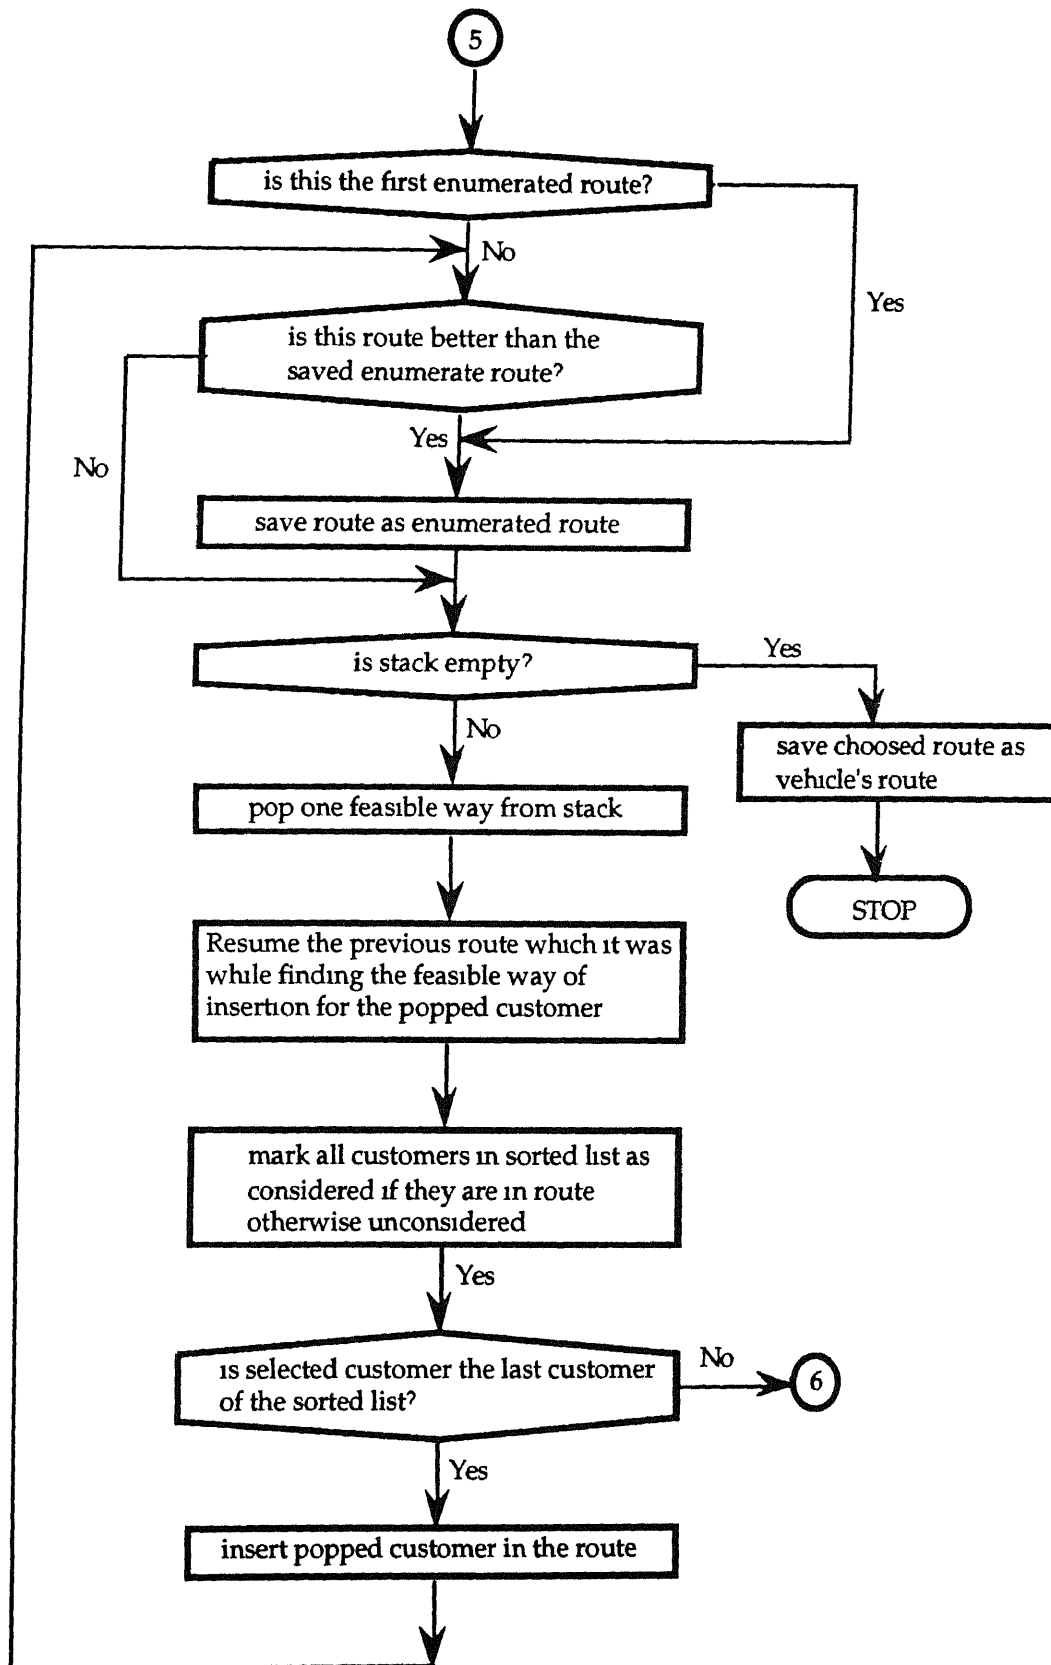 5
is this the first enumerated route?
No
Yes
is this route better than the
saved enumerate route?
Yes
No
save route as enumerated route
is stack empty?
Yes
No
save choosed route as
vehicle's route
pop one feasible way from stack
STOP
Resume the previous route which it was
while finding the feasible way of
insertion for the popped customer
mark all customers in sorted list as
considered if they are in route
otherwise unconsidered
Yes
is selected customer the last customer
of the sorted list?
No
6
Yes
insert popped customer in the route